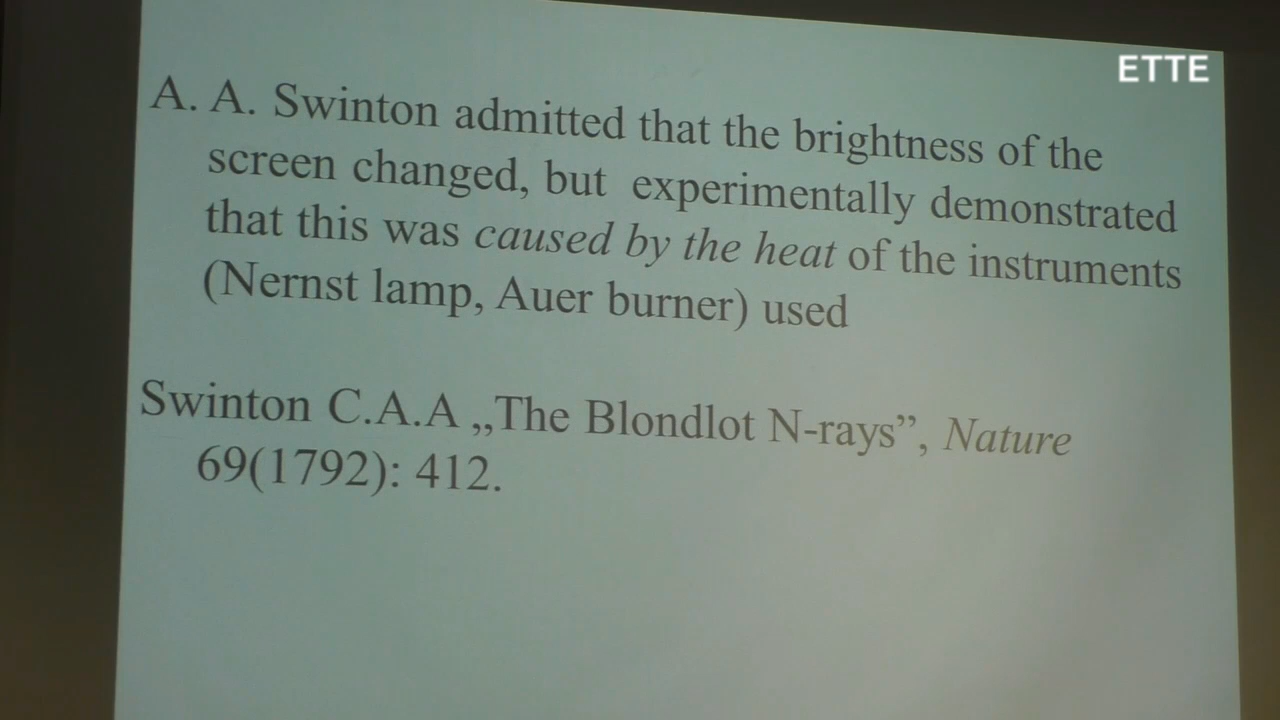 ETTE
A. A. Swinton admitted that the brightness of the
screen changed, but experimentally demonstrated
that this was caused by the heat of the instruments
(Nernst lamp, Auer burner) used
Swinton C.A.A „The Blondlot N-rays”, Nature
69(1792): 412.